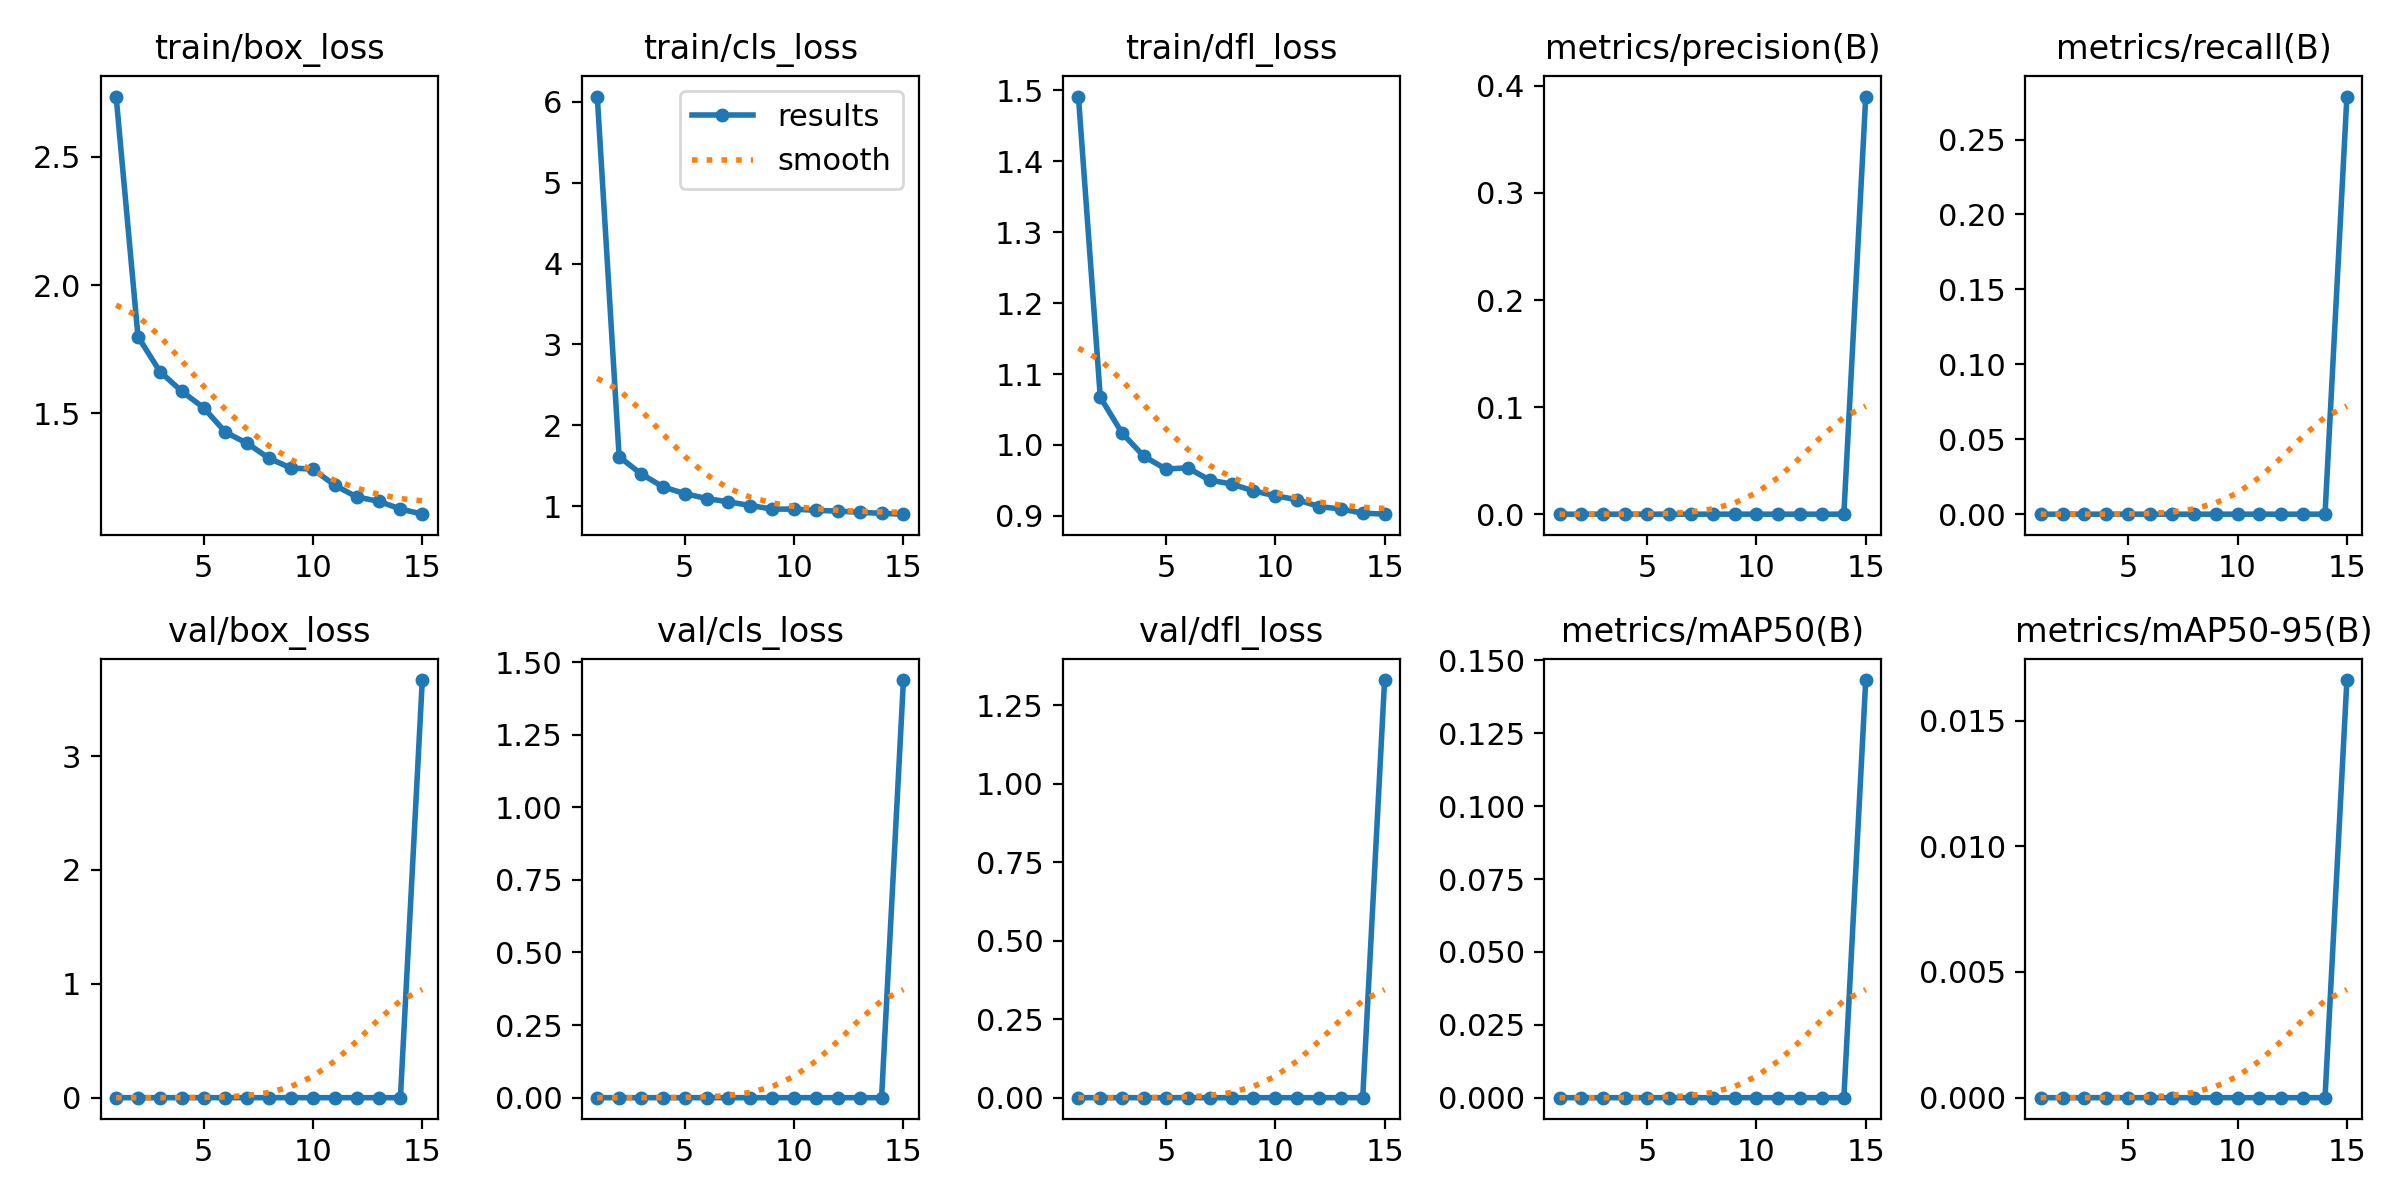 train/box_loss
2.5
2.0
1.5
5 10 15
train/cls_loss
results
smooth
6
5
4
3
2
1
5 10 15
train/dfl_loss
1.5
1.4
1.3
1.2
1.1
1.0
0.9
5 10 15
metrics/precision(B)
0.4
0.3
0.2
0.1
0.0
5 10 15
metrics/recall(B)
0.25
0.20
0.15
0.10
0.05
0.00
5 10 15
val/box_loss
3
2
1
0
5 10 15
val/cls_loss
1.50
1.25
1.00
0.75
0.50
0.25
0.00
5 10 15
val/dfl_loss
1.25
1.00
0.75
0.50
0.25
0.00
5 10 15
metrics/mAP50(B)
0.150
0.125
0.100
0.075
0.050
0.025
0.000
5 10 15
metrics/mAP50-95(B)
0.015
0.010
0.005
0.000
5 10 15